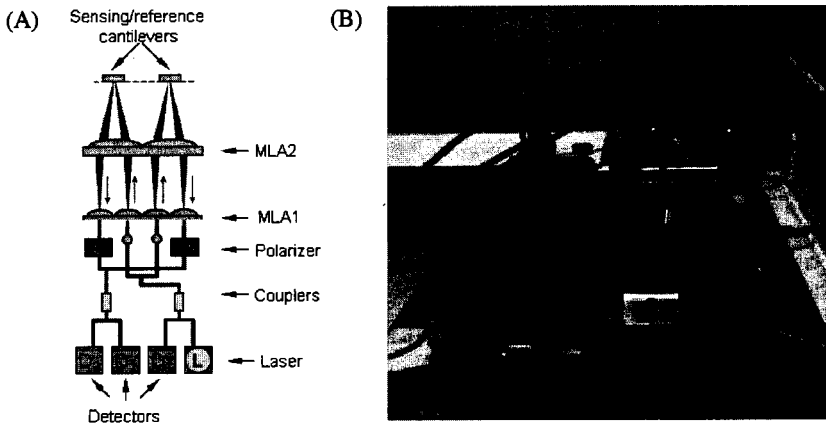 (A)
Sensing/reference
cantilevers
MLA2
MLA1
Polarizer
Couplers
L
Laser
Detectors
(B)